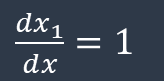 dx₁/dx = 1